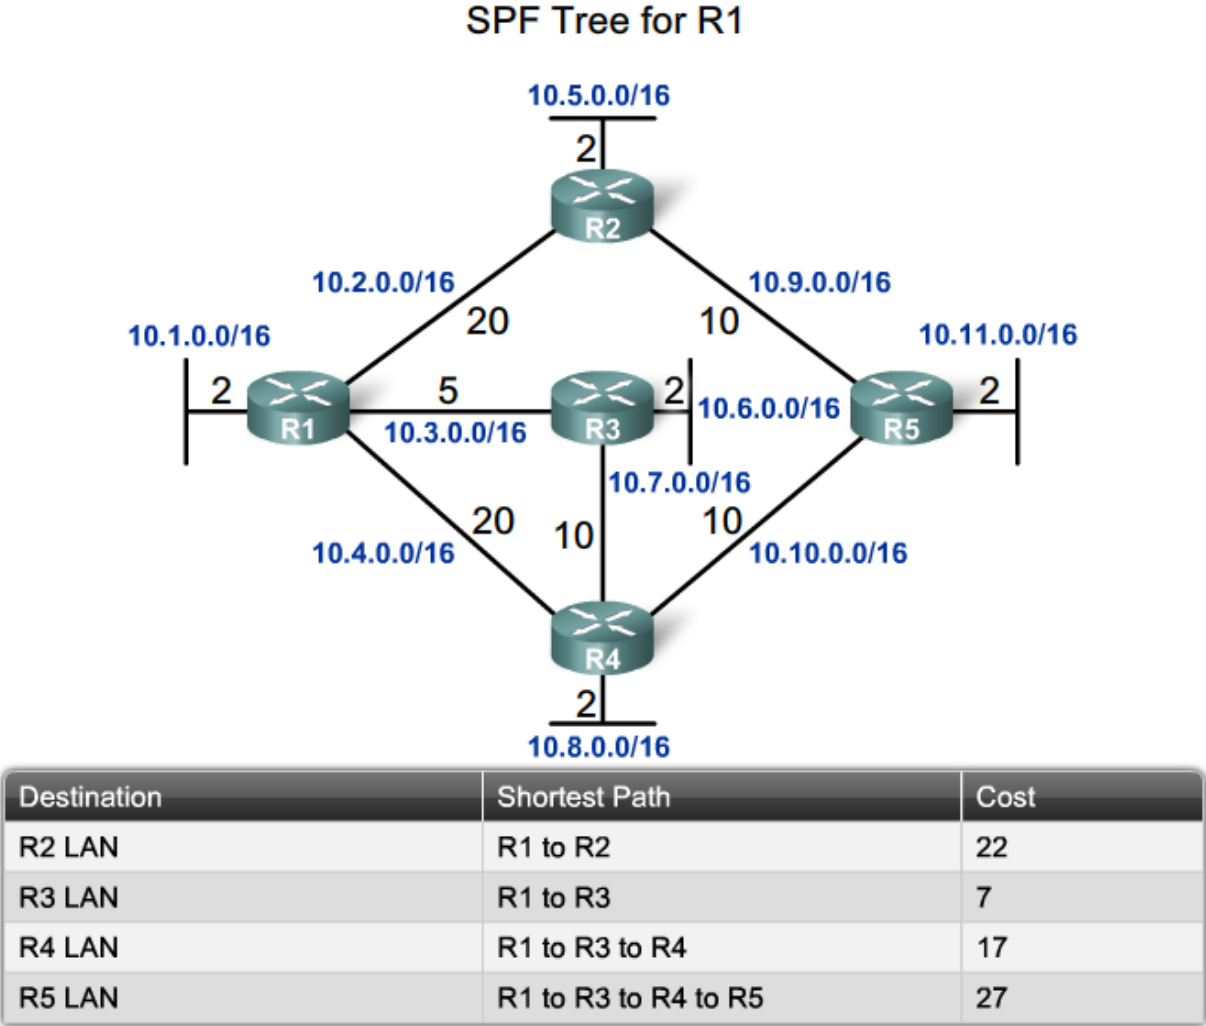 SPF Tree for R1
10.5.0.0/16
2
R2
10.2.0.0/16
10.9.0.0/16
20
10
10.1.0.0/16
10.11.0.0/16
2
5
2
2
R1
10.3.0.0/16
R3
10.6.0.0/16
R5
10.7.0.0/16
20
10
10
10.4.0.0/16
10.10.0.0/16
R4
2
10.8.0.0/16
Destination Shortest Path Cost
R2 LAN R1 to R2 22
R3 LAN R1 to R3 7
R4 LAN R1 to R3 to R4 17
R5 LAN R1 to R3 to R4 to R5 27